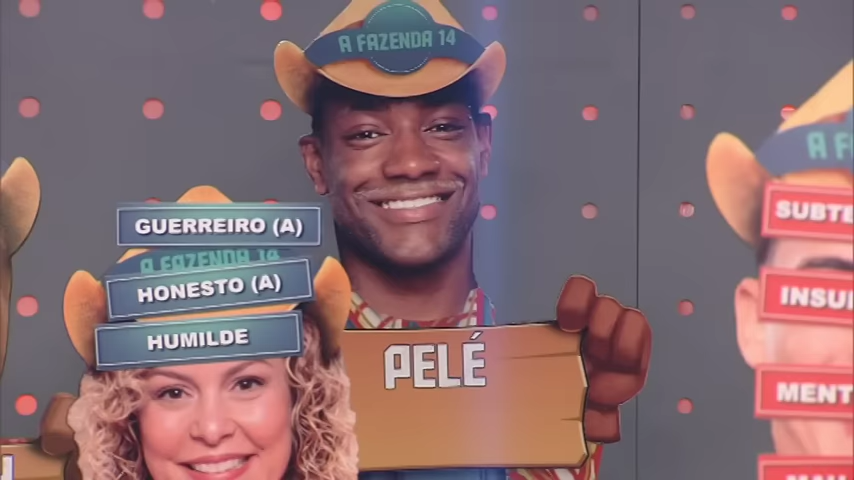 A FAZENDA 14
GUERREIRO (A)
A FAZENDA 14
HONESTO (A)
HUMILDE
PELÉ
A F
SUBTE
INSU
MENT